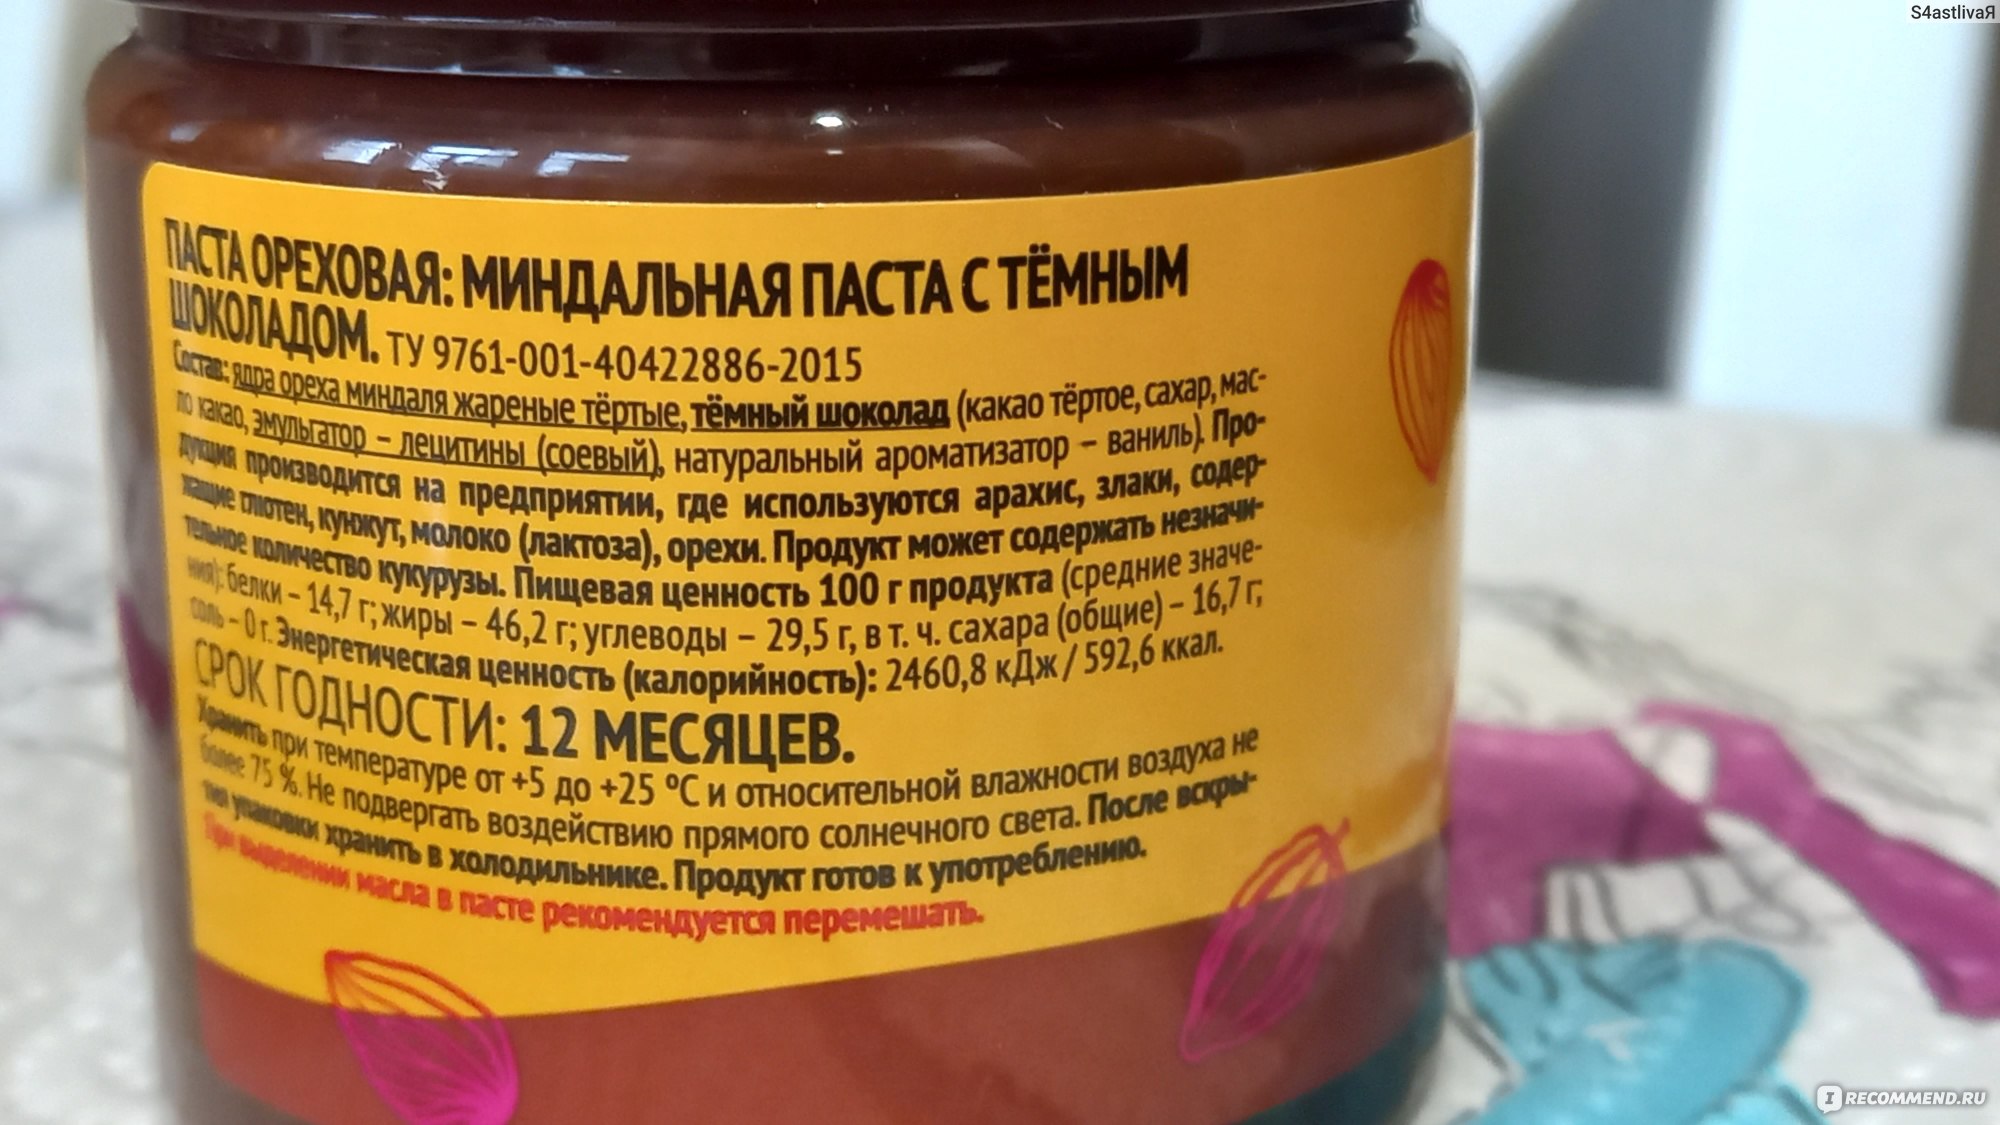 S4astlivaЯ
ПАСТА ОРЕХОВАЯ: МИНДАЛЬНАЯ ПАСТА С ТЁМНЫМ
ШОКОЛАДОМ. ТУ 9761-001-40422886-2015
Состав: ядра ореха миндаля жареные тёртые, тёмный шоколад (какао тёртое, сахар, мас-
ло какао, эмульгатор – лецитины (соевый), натуральный ароматизатор – ваниль). Про-
дукция производится на предприятии, где используются арахис, злаки, содер-
жащие глютен, кунжут, молоко (лактоза), орехи. Продукт может содержать незначи-
тельное количество кукурузы. Пищевая ценность 100 г продукта (средние значе-
ния): белки – 14,7 г; жиры – 46,2 г; углеводы – 29,5 г, в т. ч. сахара (общие) – 16,7 г;
соль – 0 г. Энергетическая ценность (калорийность): 2460,8 кДж / 592,6 ккал.
СРОК ГОДНОСТИ: 12 МЕСЯЦЕВ.
Хранить при температуре от +5 до +25 °С и относительной влажности воздуха не
более 75 %. Не подвергать воздействию прямого солнечного света. После вскры-
тия упаковки хранить в холодильнике. Продукт готов к употреблению.
При выделении масла в пасте рекомендуется перемешать.
IRECOMMEND.RU